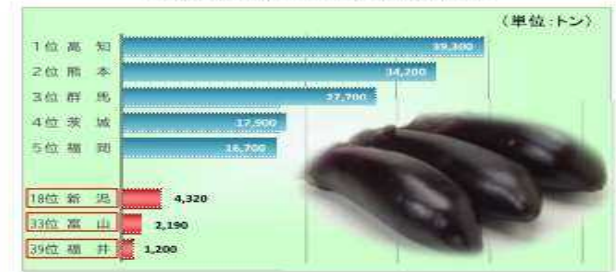 （単位:トン）
1位 高 知 39,300
2位 熊 本 34,200
3位 群 馬 27,700
4位 茨 城 17,900
5位 福 岡 16,700
18位 新 潟 4,320
33位 富 山 2,190
39位 福 井 1,200